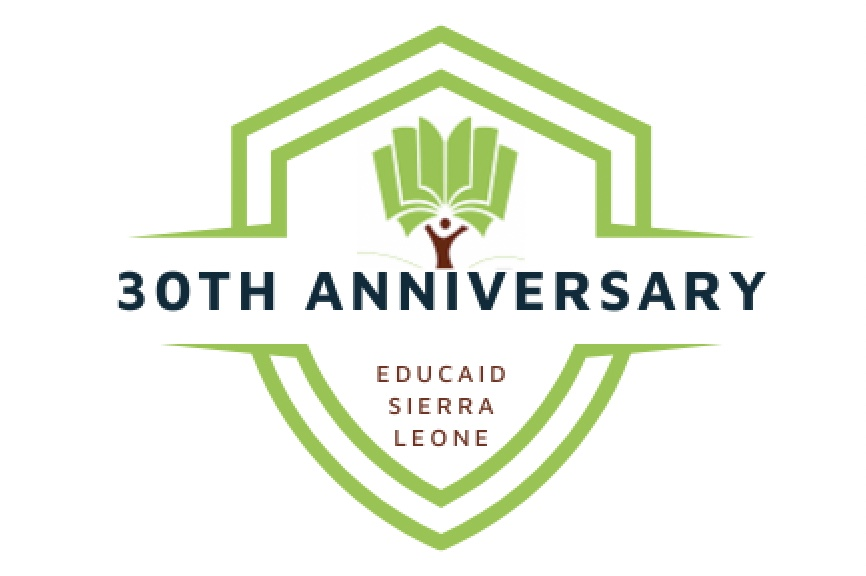 30TH ANNIVERSARY
EDUCAID
SIERRA
LEONE